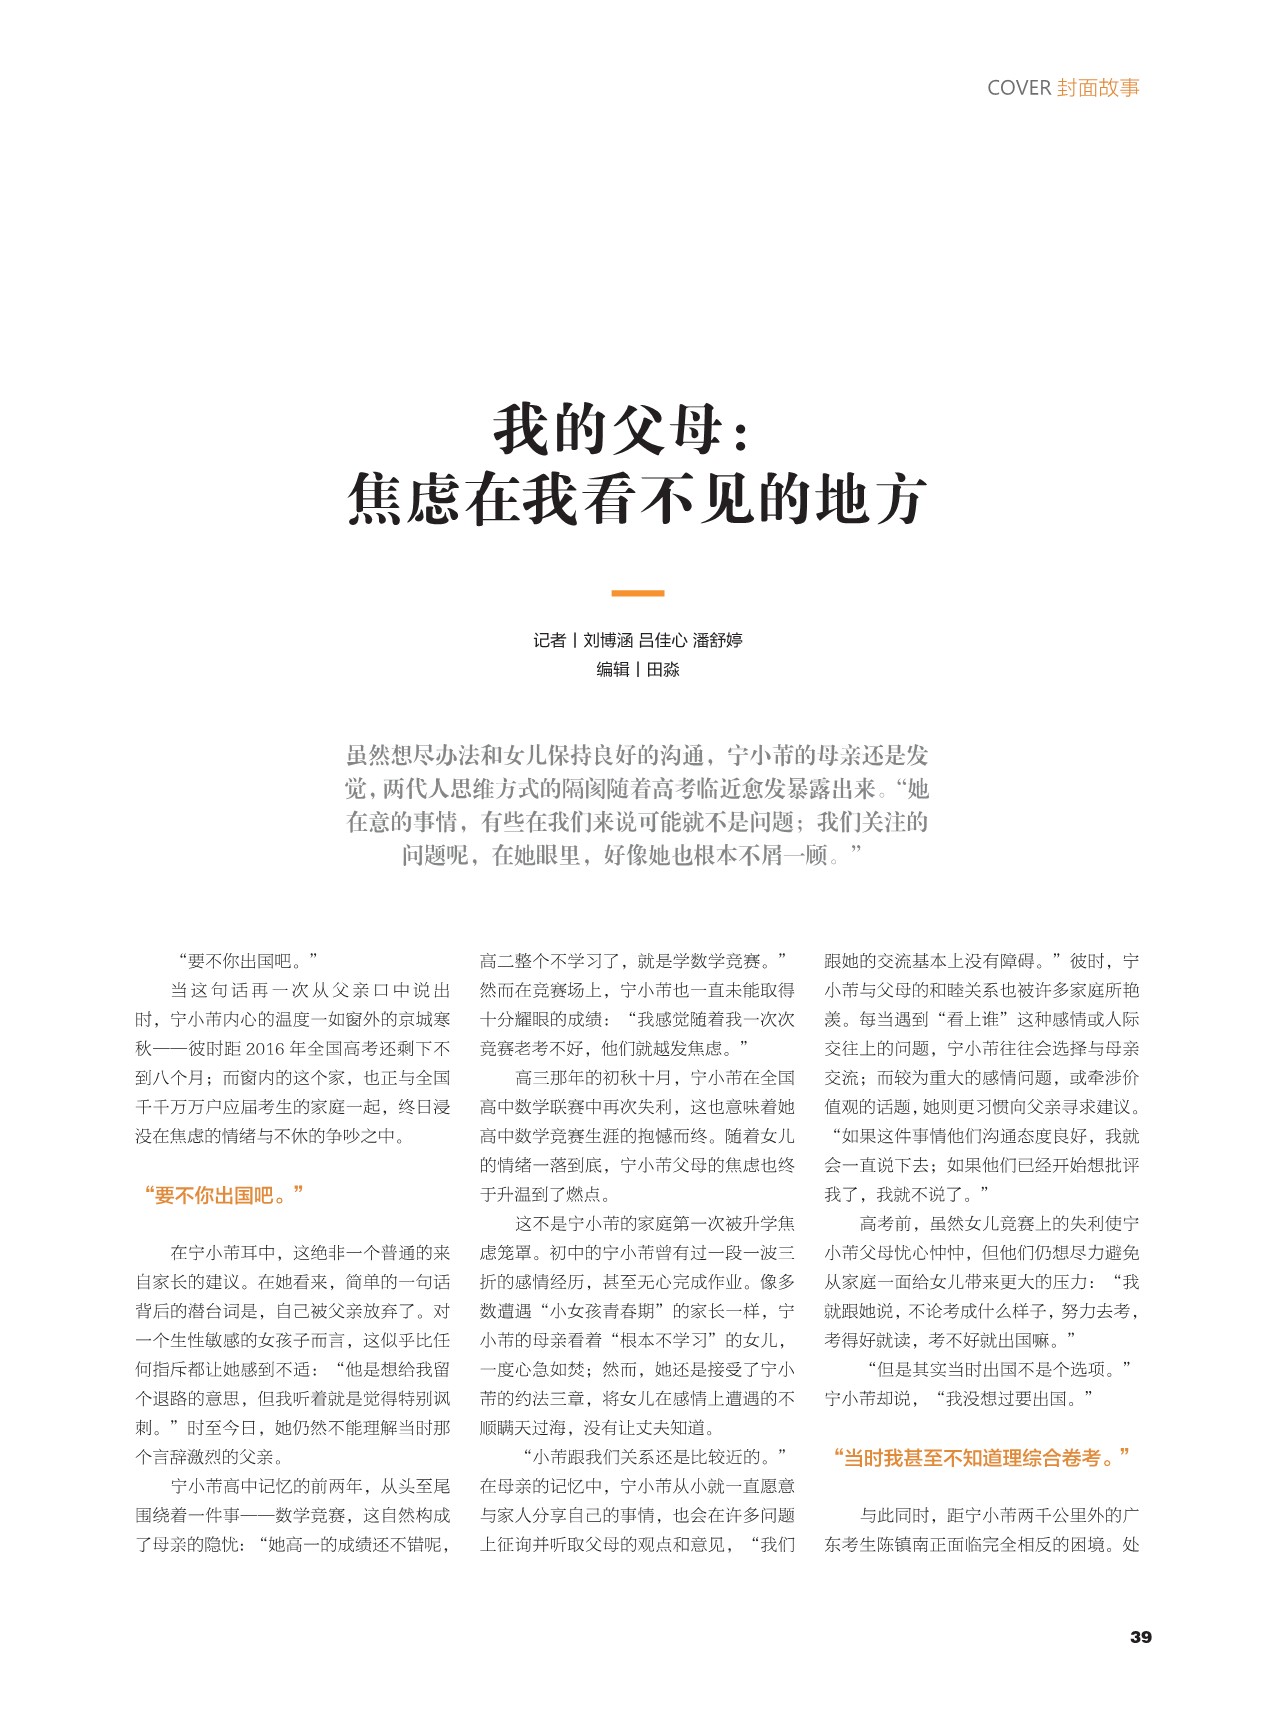 COVER 封面故事
我的父母：
焦虑在我看不见的地方
记者丨刘博涵 吕佳心 潘舒婷
编辑丨田淼
虽然想尽办法和女儿保持良好的沟通，宁小芾的母亲还是发
觉，两代人思维方式的隔阂随着高考临近愈发暴露出来。“她
在意的事情，有些在我们来说可能就不是问题；我们关注的
问题呢，在她眼里，好像她也根本不屑一顾。”
“要不你出国吧。”
当这句话再一次从父亲口中说出
时，宁小芾内心的温度一如窗外的京城寒
秋——彼时距 2016 年全国高考还剩下不
到八个月；而窗内的这个家，也正与全国
千千万万户应届考生的家庭一起，终日浸
没在焦虑的情绪与不休的争吵之中。
“要不你出国吧。”
在宁小芾耳中，这绝非一个普通的来
自家长的建议。在她看来，简单的一句话
背后的潜台词是，自己被父亲放弃了。对
一个生性敏感的女孩子而言，这似乎比任
何指斥都让她感到不适：“他是想给我留
个退路的意思，但我听着就是觉得特别讽
刺。”时至今日，她仍然不能理解当时那
个言辞激烈的父亲。
宁小芾高中记忆的前两年，从头至尾
围绕着一件事——数学竞赛，这自然构成
了母亲的隐忧：“她高一的成绩还不错呢，
高二整个不学习了，就是学数学竞赛。”
然而在竞赛场上，宁小芾也一直未能取得
十分耀眼的成绩：“我感觉随着我一次次
竞赛老考不好，他们就越发焦虑。”
高三那年的初秋十月，宁小芾在全国
高中数学联赛中再次失利，这也意味着她
高中数学竞赛生涯的抱憾而终。随着女儿
的情绪一落到底，宁小芾父母的焦虑也终
于升温到了燃点。
这不是宁小芾的家庭第一次被升学焦
虑笼罩。初中的宁小芾曾有过一段一波三
折的感情经历，甚至无心完成作业。像多
数遭遇“小女孩青春期”的家长一样，宁
小芾的母亲看着“根本不学习”的女儿，
一度心急如焚；然而，她还是接受了宁小
芾的约法三章，将女儿在感情上遭遇的不
顺瞒天过海，没有让丈夫知道。
“小芾跟我们关系还是比较近的。”
在母亲的记忆中，宁小芾从小就一直愿意
与家人分享自己的事情，也会在许多问题
上征询并听取父母的观点和意见，“我们
跟她的交流基本上没有障碍。”彼时，宁
小芾与父母的和睦关系也被许多家庭所艳
羡。每当遇到“看上谁”这种感情或人际
交往上的问题，宁小芾往往会选择与母亲
交流；而较为重大的感情问题，或牵涉价
值观的话题，她则更习惯向父亲寻求建议。
“如果这件事情他们沟通态度良好，我就
会一直说下去；如果他们已经开始想批评
我了，我就不说了。”
高考前，虽然女儿竞赛上的失利使宁
小芾父母忧心忡忡，但他们仍想尽力避免
从家庭一面给女儿带来更大的压力：“我
就跟她说，不论考成什么样子，努力去考，
考得好就读，考不好就出国嘛。”
“但是其实当时出国不是个选项。”
宁小芾却说，“我没想过要出国。”
“当时我甚至不知道理综合卷考。”
与此同时，距宁小芾两千公里外的广
东考生陈镇南正面临完全相反的困境。处
39